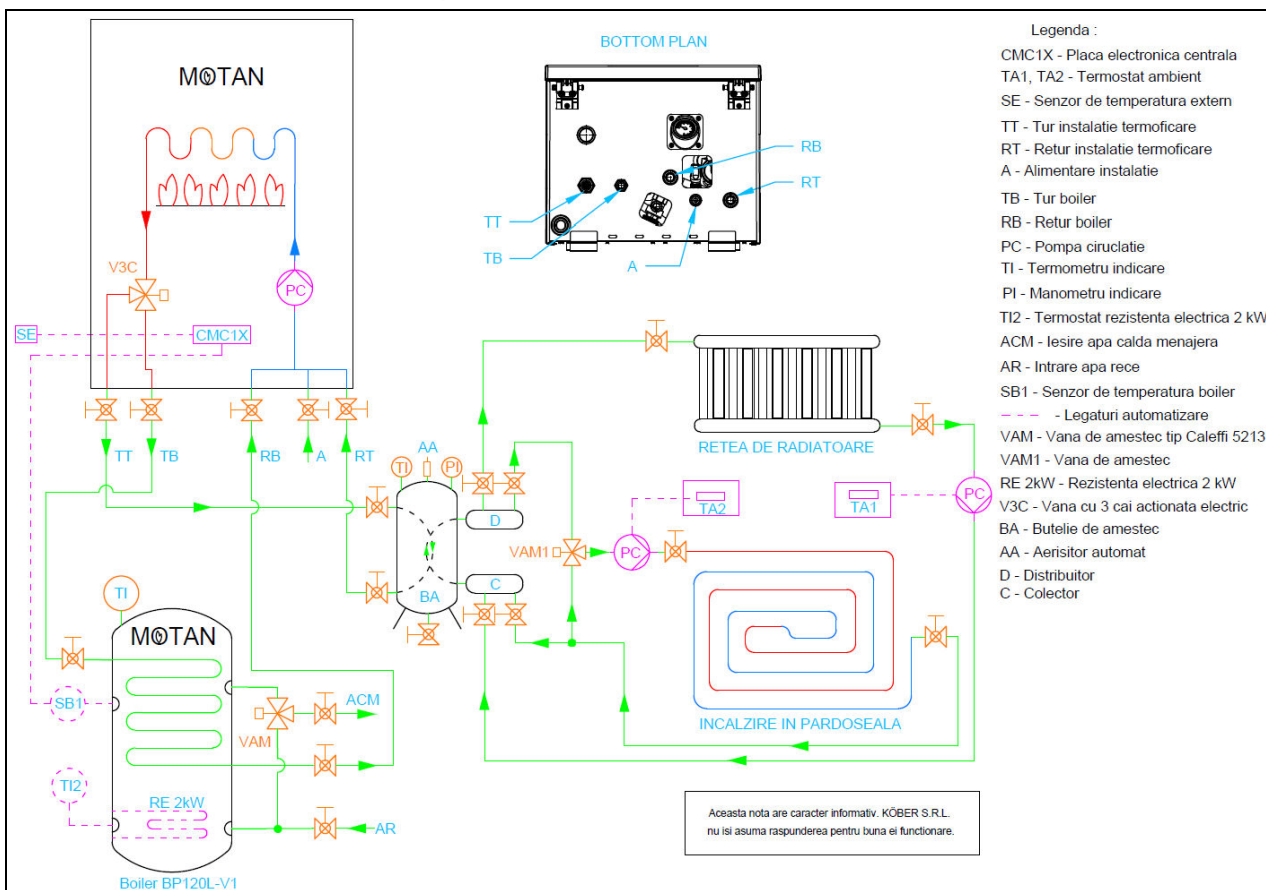 MOTAN
V3C
PC
SE
CMC1X
TT
TB
RB
A
RT
BOTTOM PLAN
RB
RT
TT
TB
A
Legenda :
CMC1X - Placa electronica centrala
TA1, TA2 - Termostat ambient
SE - Senzor de temperatura extern
TT - Tur instalatie termoficare
RT - Retur instalatie termoficare
A - Alimentare instalatie
TB - Tur boiler
RB - Retur boiler
PC - Pompa ciruclatie
TI - Termometru indicare
PI - Manometru indicare
TI2 - Termostat rezistenta electrica 2 kW
ACM - Iesire apa calda menajera
AR - Intrare apa rece
SB1 - Senzor de temperatura boiler
- Legaturi automatizare
VAM - Vana de amestec tip Caleffi 5213
VAM1 - Vana de amestec
RE 2kW - Rezistenta electrica 2 kW
V3C - Vana cu 3 cai actionata electric
BA - Butelie de amestec
AA - Aerisitor automat
D - Distribuitor
C - Colector
RETEA DE RADIATOARE
AA
TI
PI
D
C
BA
VAM1
PC
TA2
TA1
PC
INCALZIRE IN PARDOSEALA
TI
MOTAN
SB1
TI2
RE 2kW
VAM
ACM
AR
Boiler BP120L-V1
Aceasta nota are caracter informativ. KÖBER S.R.L.
nu isi asuma raspunderea pentru buna ei functionare.